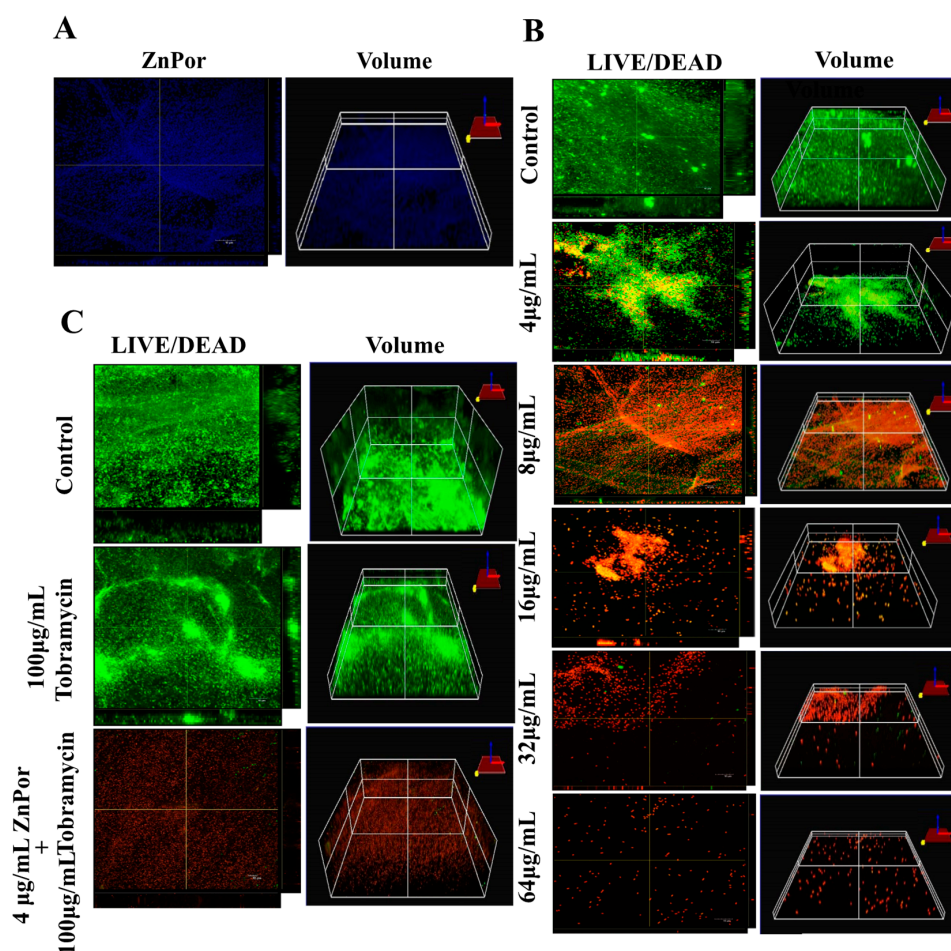 A
ZnPor
Volume
B
LIVE/DEAD
Volume
Volume
Control
4µg/mL
8µg/mL
16µg/mL
32µg/mL
64µg/mL
C
LIVE/DEAD
Volume
Control
100µg/mL
Tobramycin
4 µg/mL ZnPor
+
100µg/mLTobramycin